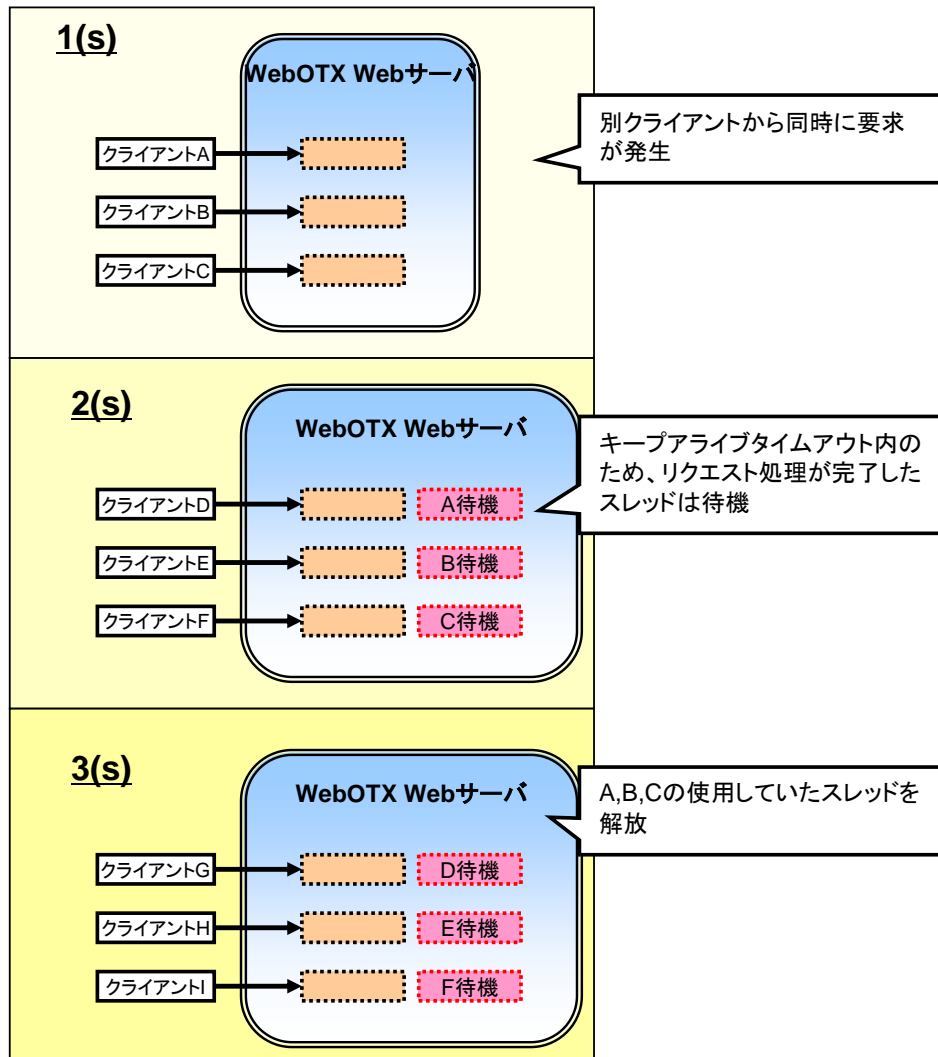 1(s)
WebOTX Webサーバ
クライアントA
クライアントB
クライアントC
別クライアントから同時に要求
が発生
2(s)
WebOTX Webサーバ
クライアントD
A待機
クライアントE
B待機
クライアントF
C待機
キープアライブタイムアウト内の
ため、リクエスト処理が完了した
スレッドは待機
3(s)
WebOTX Webサーバ
クライアントG
D待機
クライアントH
E待機
クライアントI
F待機
A,B,Cの使用していたスレッドを
解放